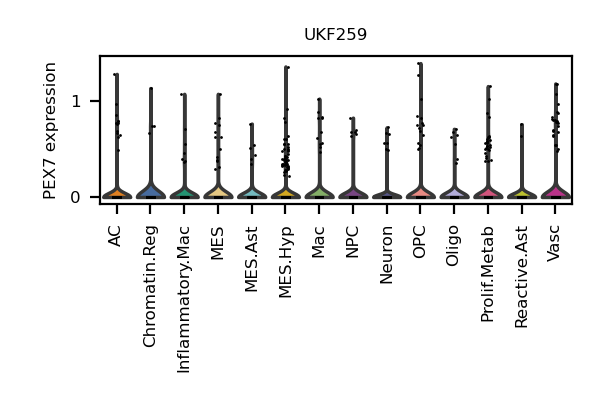 UKF259
PEX7 expression
1
0
AC
Chromatin.Reg
Inflammatory.Mac
MES
MES.Ast
MES.Hyp
Mac
NPC
Neuron
OPC
Oligo
Prolif.Metab
Reactive.Ast
Vasc